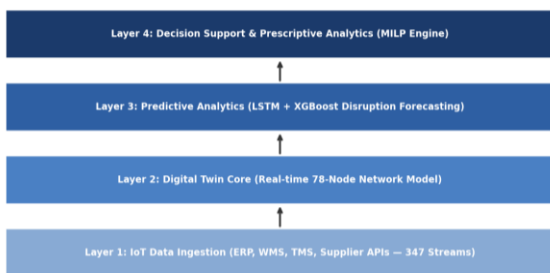 Layer 4: Decision Support & Prescriptive Analytics (MILP Engine)
Layer 3: Predictive Analytics (LSTM + XGBoost Disruption Forecasting)
Layer 2: Digital Twin Core (Real-time 78-Node Network Model)
Layer 1: IoT Data Ingestion (ERP, WMS, TMS, Supplier APIs — 347 Streams)